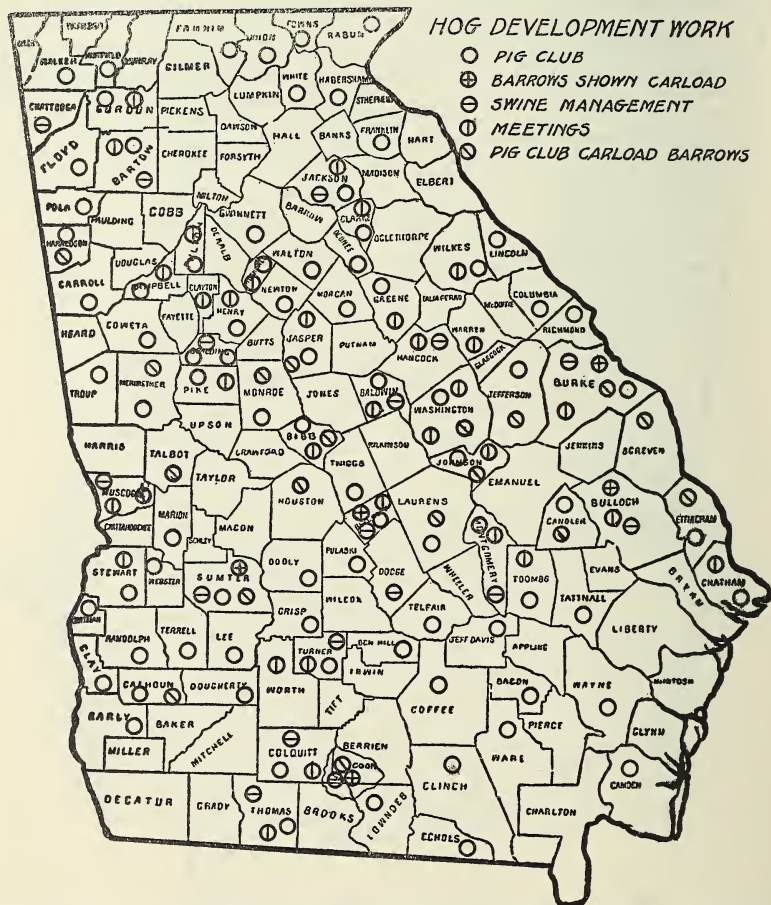 HOG DEVELOPMENT WORK
PIG CLUB
BARROWS SHOWN CARLOAD
SWINE MANAGEMENT
MEETINGS
PIG CLUB CARLOAD BARROWS
FANNIN
UNION
TOWNS
RABUN
MURRAY
WALKER
GILMER
LUMPKIN
WHITE
HABERSHAM
CHATTOOGA
GORDON
PICKENS
DAWSON
HALL
BANKS
FRANKLIN
HART
FLOYD
BARTOW
CHEROKEE
FORSYTH
JACKSON
MADISON
ELBERT
MILTON
POLK
PAULDING
COBB
GWINNETT
BARROW
CLARKE
OGLETHORPE
WILKES
LINCOLN
HARALSON
DOUGLAS
DEKALB
WALTON
OCONEE
CARROLL
CAMPBELL
CLAYTON
NEWTON
MORGAN
GREENE
TALIAFERRO
MCDUFFIE
COLUMBIA
RICHMOND
HEARD
COWETA
FAYETTE
HENRY
BUTTS
JASPER
PUTNAM
HANCOCK
WARREN
GLASCOCK
TROUP
MERIWETHER
SPALDING
PIKE
MONROE
JONES
BALDWIN
WASHINGTON
JEFFERSON
BURKE
HARRIS
UPSON
TALBOT
CRAWFORD
BIBB
TWIGGS
WILKINSON
JOHNSON
EMANUEL
JENKINS
SCREVEN
MUSCOGEE
TAYLOR
HOUSTON
LAURENS
CANDLER
BULLOCH
EFFINGHAM
CHATTAHOOCHEE
MARION
SCHLEY
MACON
MONTGOMERY
STEWART
WEBSTER
SUMTER
DOOLY
PULASKI
DODGE
WHEELER
TOOMBS
EVANS
TATTNALL
BRYAN
CHATHAM
CRISP
WILCOX
TELFAIR
LIBERTY
RANDOLPH
TERRELL
LEE
TURNER
BEN HILL
JEFF DAVIS
APPLING
CLAY
CALHOUN
DOUGHERTY
WORTH
IRWIN
COFFEE
BACON
WAYNE
MCINTOSH
EARLY
BAKER
TIFT
PIERCE
GLYNN
MILLER
MITCHELL
COLQUITT
BERRIEN
COOK
WARE
CLINCH
CAMDEN
DECATUR
GRADY
THOMAS
BROOKS
LOWNDES
ECHOLS
CHARLTON